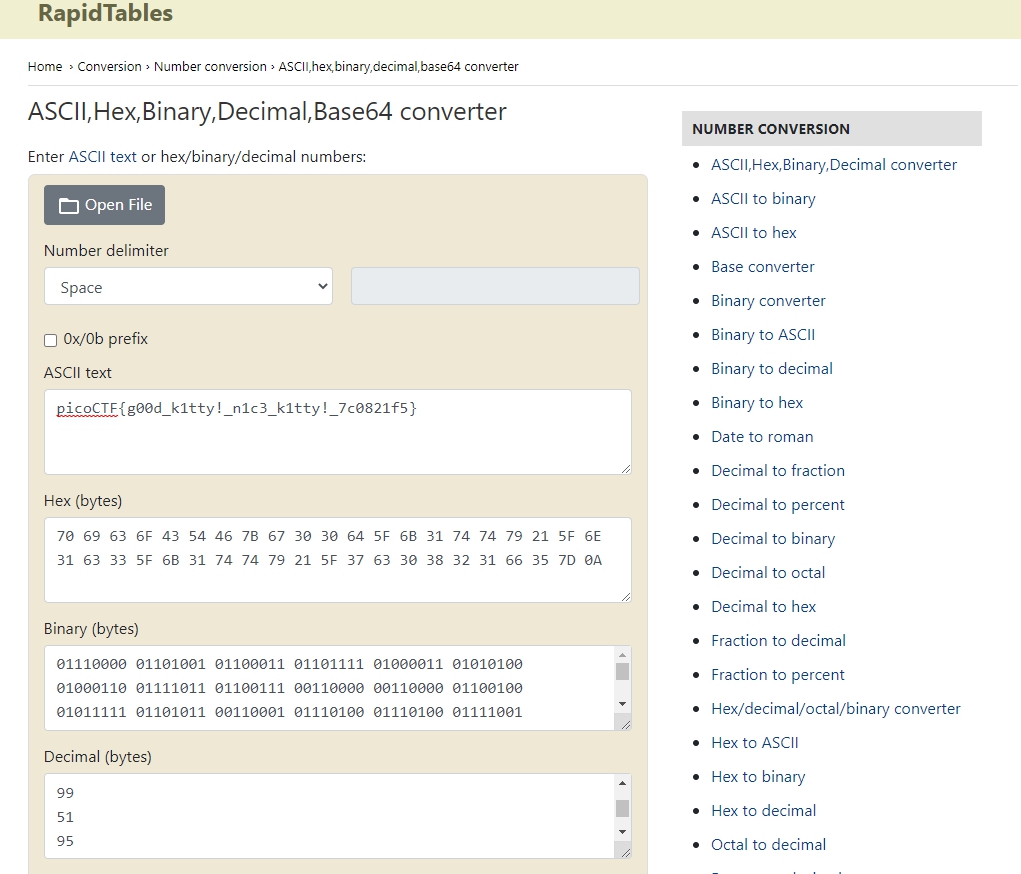 RapidTables
Home › Conversion › Number conversion › ASCII,hex,binary,decimal,base64 converter
ASCII,Hex,Binary,Decimal,Base64 converter
Enter ASCII text or hex/binary/decimal numbers:
Open File
Number delimiter
Space
0x/0b prefix
ASCII text
picoCTF{g00d_k1tty!_n1c3_k1tty!_7c0821f5}
Hex (bytes)
70 69 63 6F 43 54 46 7B 67 30 30 64 5F 6B 31 74 74 79 21 5F 6E
31 63 33 5F 6B 31 74 74 79 21 5F 37 63 30 38 32 31 66 35 7D 0A
Binary (bytes)
01110000 01101001 01100011 01101111 01000011 01010100
01000110 01111011 01100111 00110000 00110000 01100100
01011111 01101011 00110001 01110100 01110100 01111001
Decimal (bytes)
99
51
95
NUMBER CONVERSION
ASCII,Hex,Binary,Decimal converter
ASCII to binary
ASCII to hex
Base converter
Binary converter
Binary to ASCII
Binary to decimal
Binary to hex
Date to roman
Decimal to fraction
Decimal to percent
Decimal to binary
Decimal to octal
Decimal to hex
Fraction to decimal
Fraction to percent
Hex/decimal/octal/binary converter
Hex to ASCII
Hex to binary
Hex to decimal
Octal to decimal